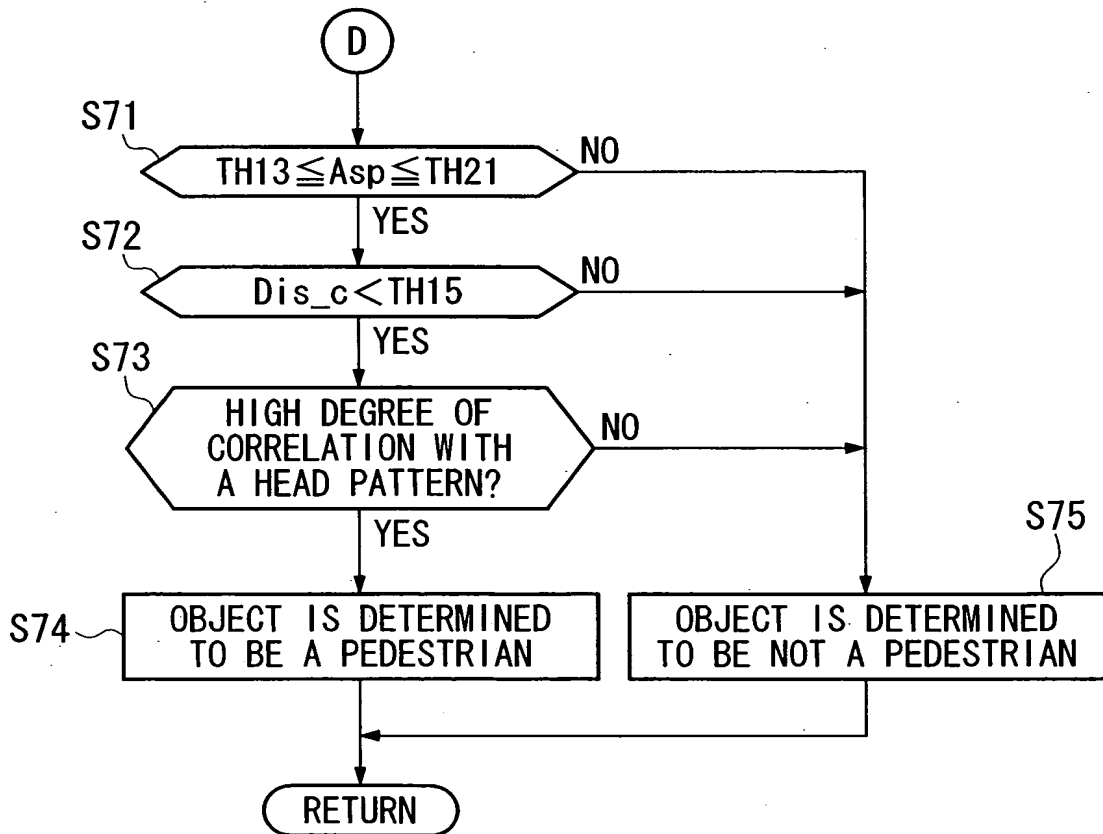 D
S71
TH13≦Asp≦TH21
NO
YES
S72
Dis_c<TH15
NO
YES
S73
HIGH DEGREE OF
CORRELATION WITH
A HEAD PATTERN?
NO
YES
S75
S74
OBJECT IS DETERMINED
TO BE A PEDESTRIAN
OBJECT IS DETERMINED
TO BE NOT A PEDESTRIAN
RETURN